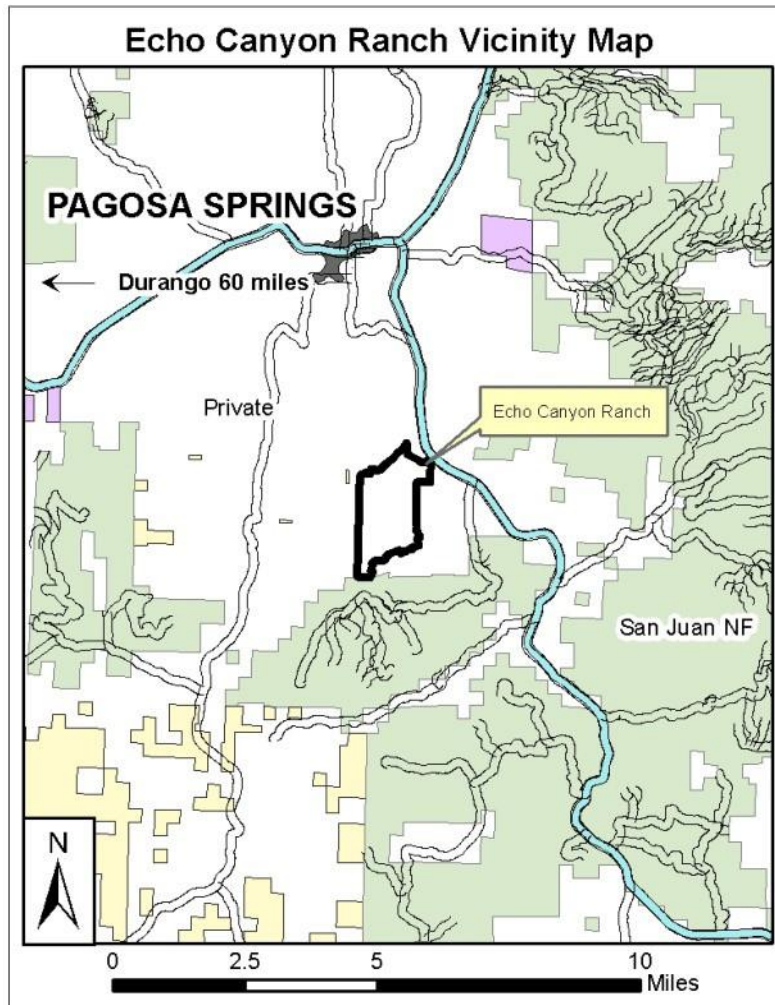 Echo Canyon Ranch Vicinity Map
PAGOSA SPRINGS
Durango 60 miles
Private
Echo Canyon Ranch
San Juan NF
N
0 2.5 5 10
Miles